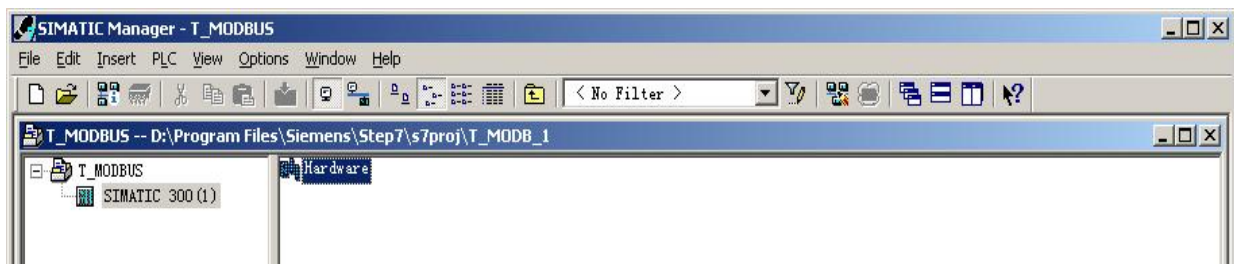 SIMATIC Manager - T_MODBUS
File Edit Insert PLC View Options Window Help
< No Filter >
T_MODBUS -- D:\Program Files\Siemens\Step7\s7proj\T_MODB_1
T_MODBUS
Hardware
SIMATIC 300(1)